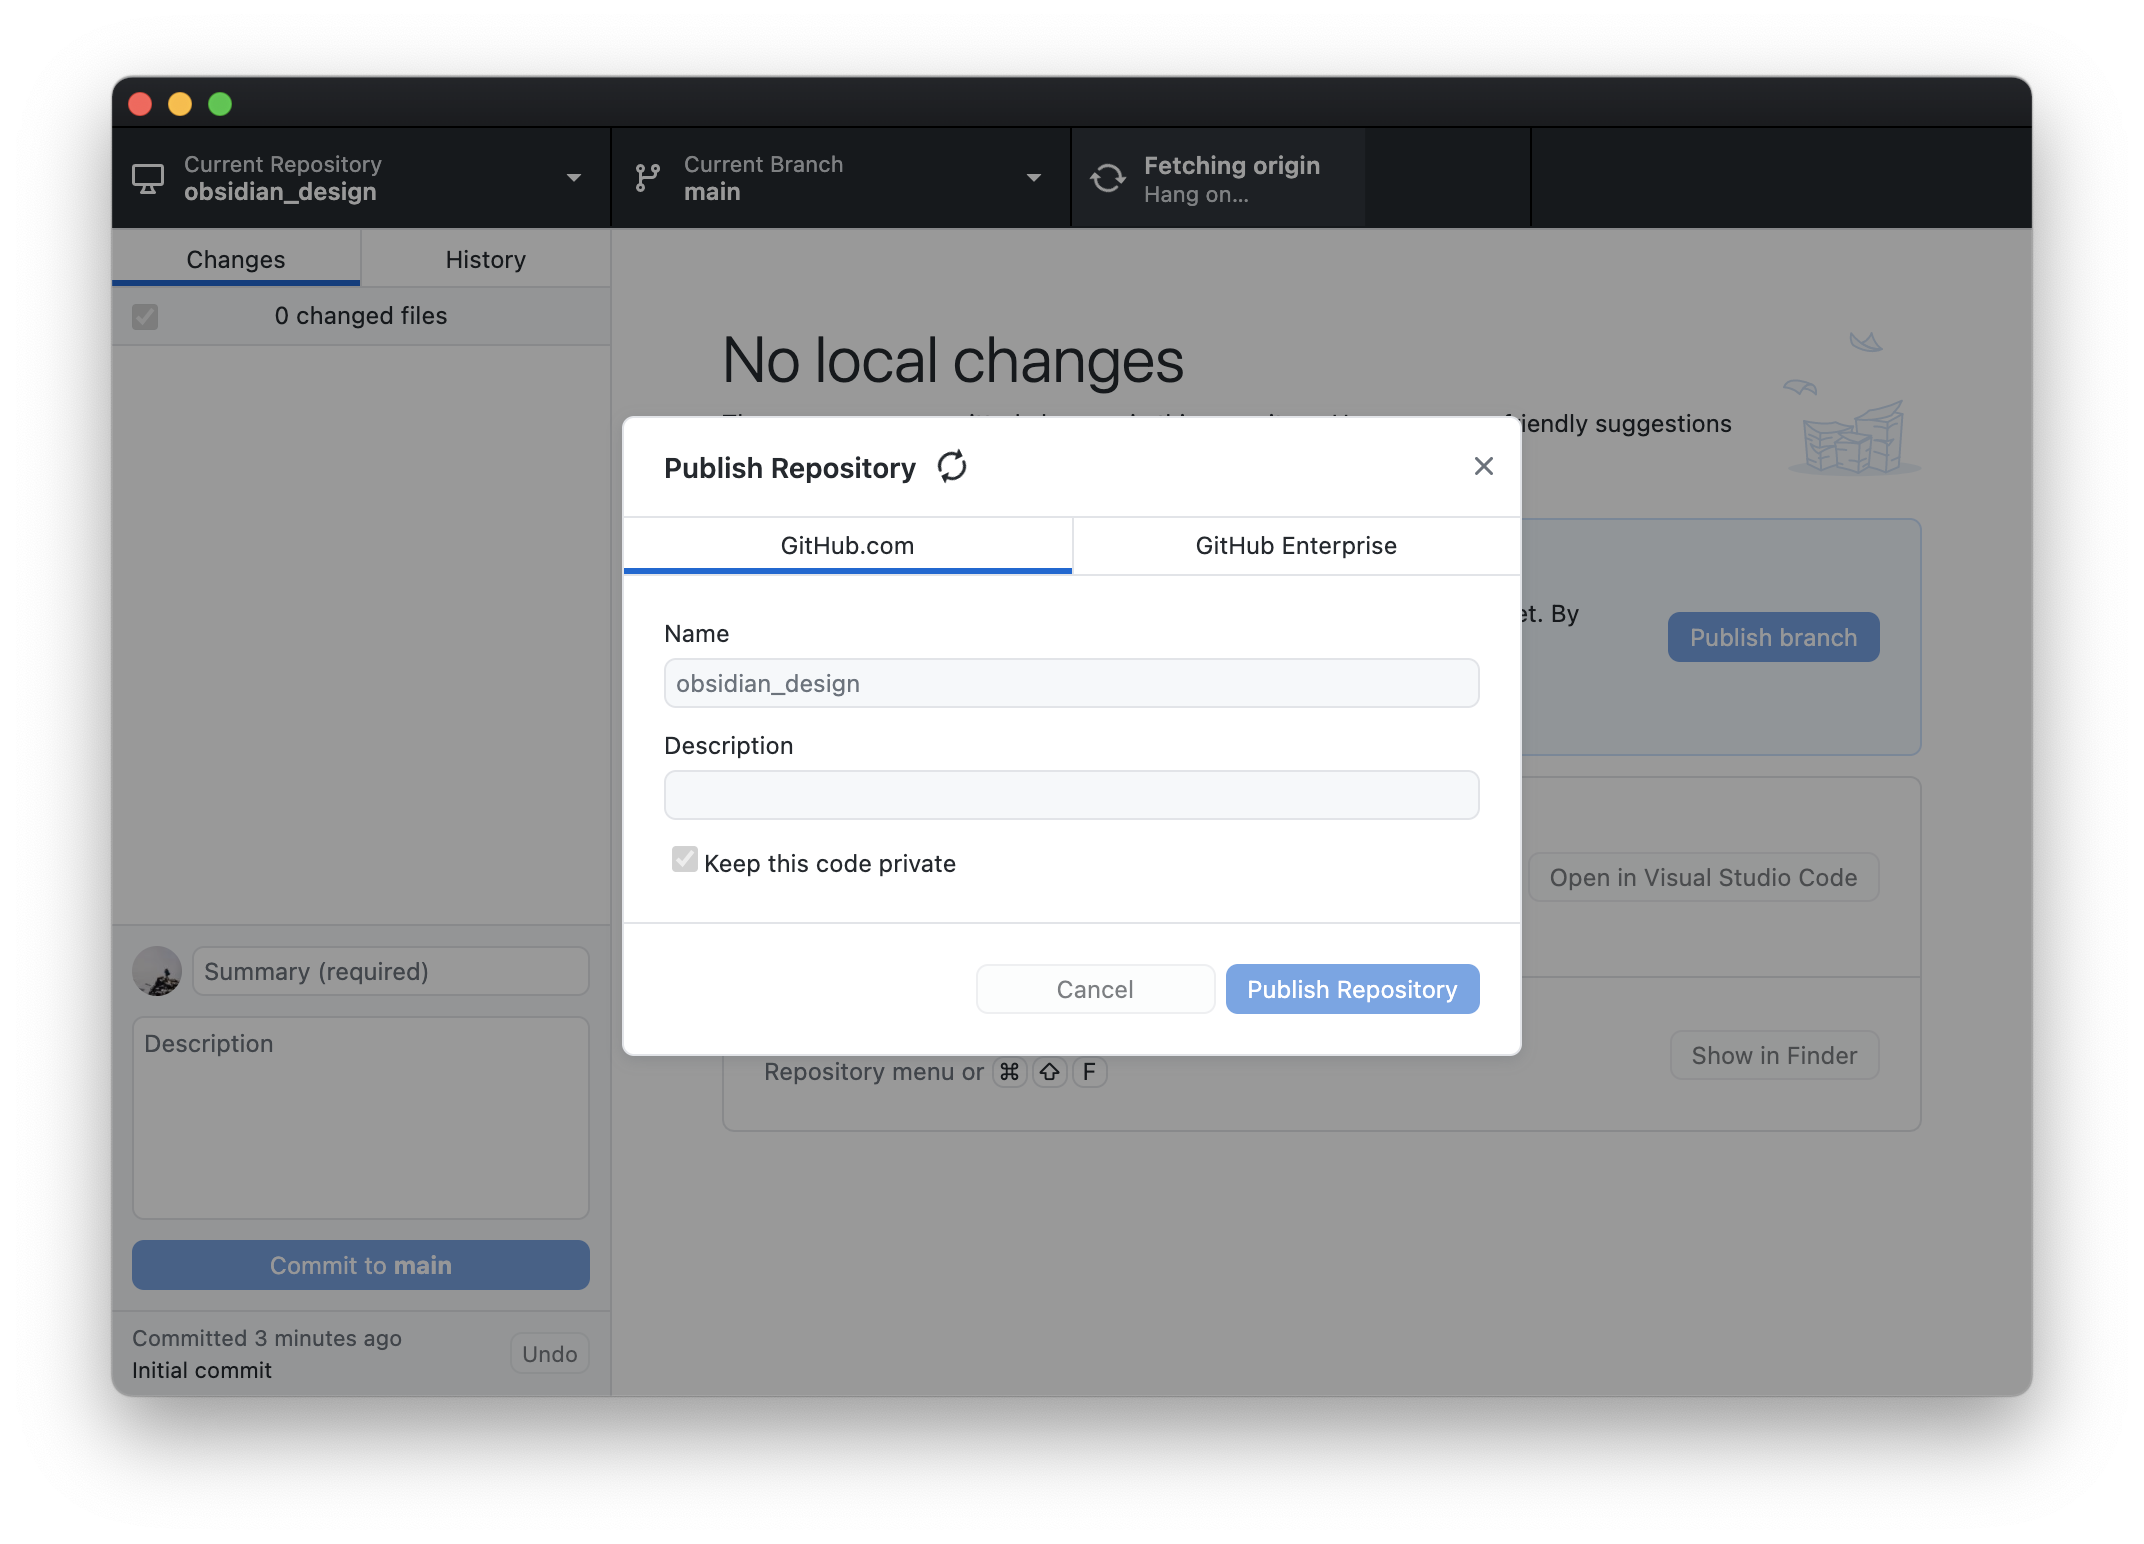 Current Repository
obsidian_design
Current Branch
main
Fetching origin
Hang on...
Changes
History
0 changed files
No local changes
iendly suggestions
Publish Repository
GitHub.com
GitHub Enterprise
Name
obsidian_design
Description
Keep this code private
Cancel
Publish Repository
et. By
Publish branch
Open in Visual Studio Code
Repository menu or ⌘ ⇧ F
Show in Finder
Summary (required)
Description
Commit to main
Committed 3 minutes ago
Initial commit
Undo